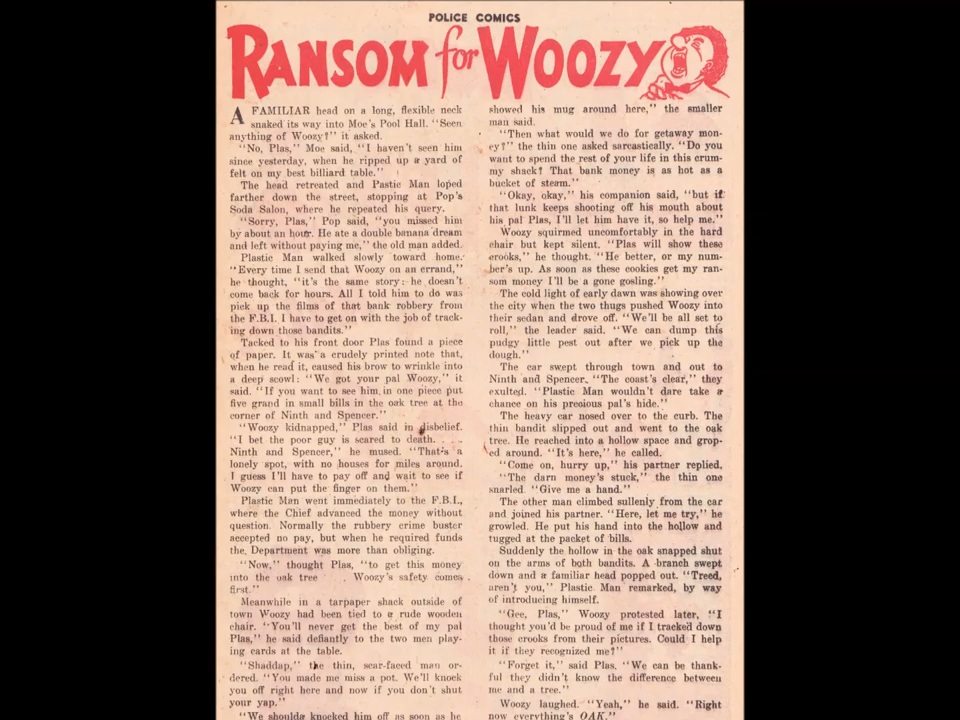 POLICE COMICS
RANSOM for WOOZY
A FAMILIAR head on a long, flexible neck
snaked its way into Moe's Pool Hall. "Seen
anything of Woozy?" it asked.
"No, Plas," Moe said, "I haven't seen him
since yesterday, when he ripped up a yard of
felt on my best billiard table."
The head retreated and Pastic Man loped
farther down the street, stopping at Pop's
Soda Salon, where he repeated his query.
"Sorry, Plas," Pop said, "you missed him
by about an hour. He ate a double banana dream
and left without paying me," the old man added.
Plastic Man walked slowly toward home.
"Every time I send that Woozy on an errand,"
he thought, "it's the same story: he doesn't
come back for hours. All I told him to do was
pick up the films of that bank robbery from
the F.B.I. I have to get on with the job of track-
ing down those bandits."
Tacked to his front door Plas found a piece
of paper. It was a crudely printed note that,
when he read it, caused his brow to wrinkle into
a deep scowl: "We got your pal Woozy," it
said. "If you want to see him in one piece put
five grand in small bills in the oak tree at the
corner of Ninth and Spencer."
"Woozy kidnapped," Plas said in disbelief.
"I bet the poor guy is scared to death. . . .
Ninth and Spencer," he mused. "That's a
lonely spot, with no houses for miles around.
I guess I'll have to pay off and wait to see if
Woozy can put the finger on them."
Plastic Man went immediately to the F.B.I.,
where the Chief advanced the money without
question. Normally the rubbery crime buster
accepted no pay, but when he required funds
the Department was more than obliging.
"Now," thought Plas, "to get this money
into the oak tree . Woozy's safety comes
first."
Meanwhile in a tarpaper shack outside of
town Woozy had been tied to a rude wooden
chair. "You'll never get the best of my pal
Plas," he said defiantly to the two men play-
ing cards at the table.
"Shaddap," the thin, scar-faced man or-
dered. "You made me miss a pot. We'll knock
you off right here and now if you don't shut
your yap."
"We shoulda knocked him off as soon as he
showed his mug around here," the smaller
man said.
"Then what would we do for getaway mon-
ey?" the thin one asked sarcastically. "Do you
want to spend the rest of your life in this crum-
my shack? That bank money is as hot as a
bucket of steam."
"Okay, okay," his companion said, "but if
that lunk keeps shooting off his mouth about
his pal Plas, I'll let him have it, so help me."
Woozy squirmed uncomfortably in the hard
chair but kept silent. "Plas will show these
crooks," he thought. "He better, or my num-
ber's up. As soon as these cookies get my ran-
som money I'll be a gone gosling."
The cold light of early dawn was showing over
the city when the two thugs pushed Woozy into
their sedan and drove off. "We'll be all set to
roll," the leader said. "We can dump this
pudgy little pest out after we pick up the
dough."
The car swept through town and out to
Ninth and Spencer. "The coast's clear," they
exulted. "Plastic Man wouldn't dare take a
chance on his precious pal's hide."
The heavy car nosed over to the curb. The
thin bandit slipped out and went to the oak
tree. He reached into a hollow space and grop-
ed around. "It's here," he called.
"Come on, hurry up," his partner replied.
"The darn money's stuck," the thin one
snarled. "Give me a hand."
The other man climbed sullenly from the car
and joined his partner. "Here, let me try," he
growled. He put his hand into the hollow and
tugged at the packet of bills.
Suddenly the hollow in the oak snapped shut
on the arms of both bandits. A branch swept
down and a familiar head popped out. "Treed,
aren't you," Plastic Man remarked, by way
of introducing himself.
"Gee, Plas," Woozy protested later, "I
thought you'd be proud of me if I tracked down
those crooks from their pictures. Could I help
it if they recognized me?"
"Forget it," said Plas. "We can be thank-
ful they didn't know the difference between
me and a tree."
Woozy laughed. "Yeah," he said. "Right
now everything's OAK."